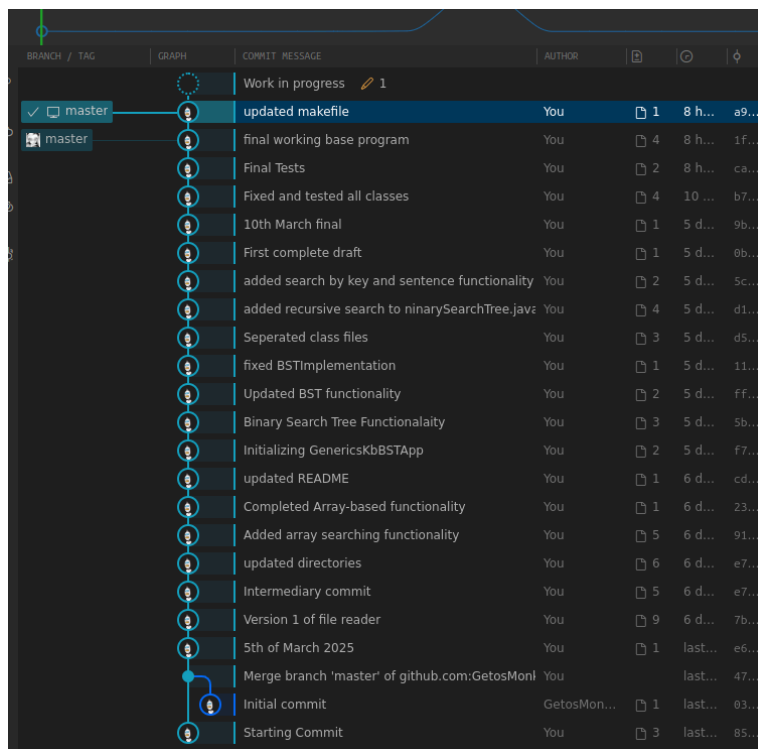 BRANCH / TAG GRAPH COMMIT MESSAGE AUTHOR
Work in progress 1
master updated makefile You 1 8 h... a9...
master final working base program You 4 8 h... 1f...
Final Tests You 2 8 h... ca...
Fixed and tested all classes You 4 10 ... b7...
10th March final You 1 5 d... 9b...
First complete draft You 1 5 d... 0b...
added search by key and sentence functionality You 2 5 d... 5c...
added recursive search to ninarySearchTree.java You 4 5 d... d1...
Seperated class files You 3 5 d... d5...
fixed BSTImplementation You 1 5 d... 11...
Updated BST functionality You 2 5 d... ff...
Binary Search Tree Functionalaity You 3 5 d... 5b...
Initializing GenericsKbBSTApp You 2 5 d... f7...
updated README You 1 6 d... cd...
Completed Array-based functionality You 1 6 d... 23...
Added array searching functionality You 5 6 d... 91...
updated directories You 6 6 d... e7...
Intermediary commit You 5 6 d... e7...
Version 1 of file reader You 9 6 d... 7b...
5th of March 2025 You 1 last... e6...
Merge branch 'master' of github.com:GetosMonk You last... 47...
Initial commit GetosMon... 1 last... 03...
Starting Commit You 3 last... 85...